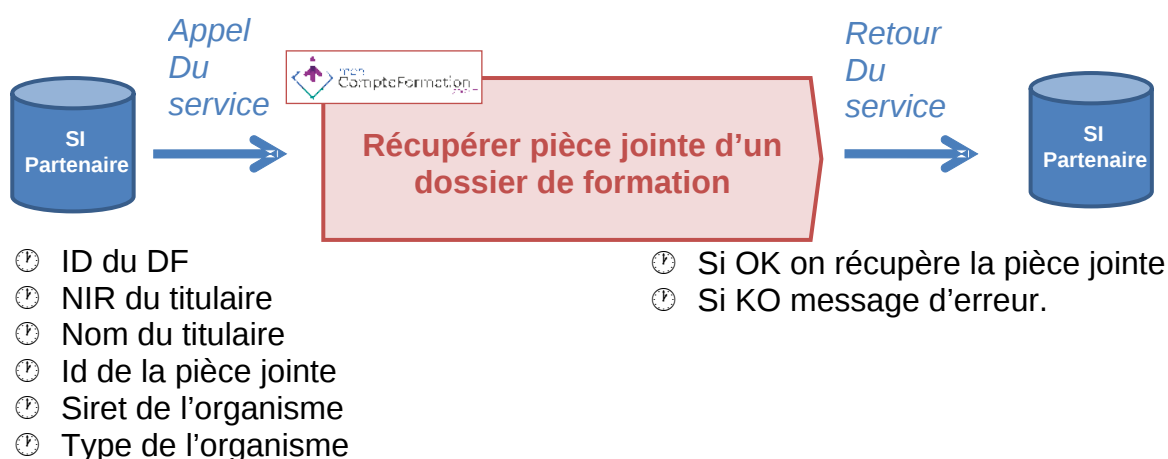 Appel
Du
service
Retour
Du
service
mon
CompteFormation
SI
Partenaire
Récupérer pièce jointe d’un
dossier de formation
SI
Partenaire
ID du DF
NIR du titulaire
Nom du titulaire
Id de la pièce jointe
Siret de l’organisme
Type de l’organisme
Si OK on récupère la pièce jointe
Si KO message d’erreur.